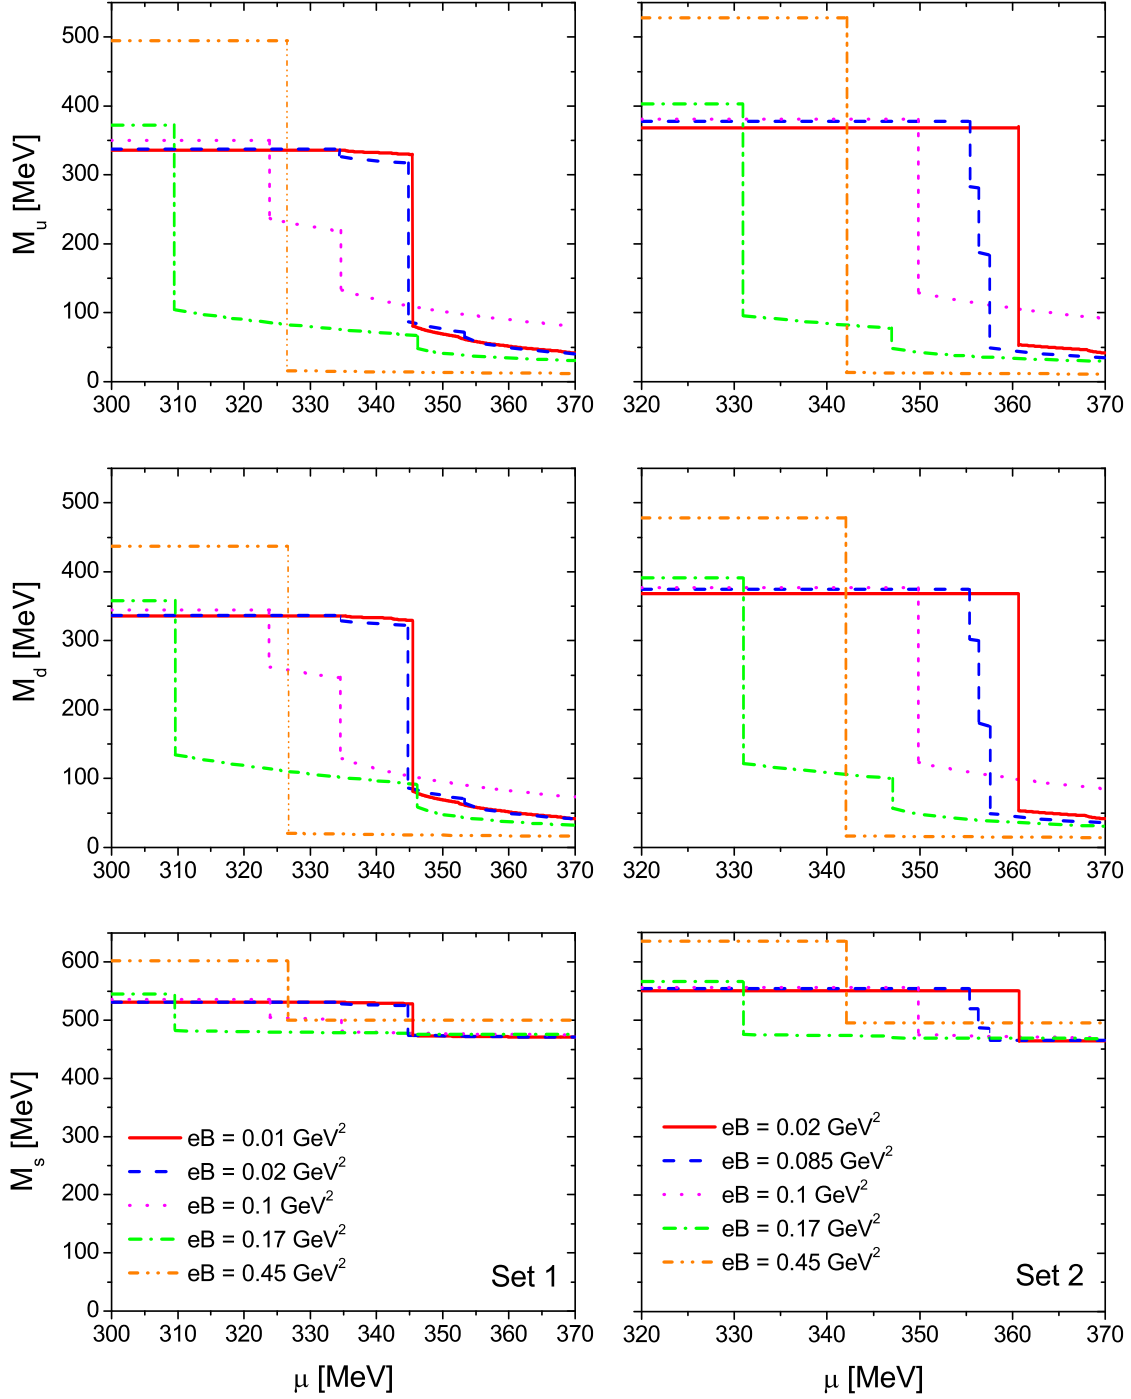 500
400
300
200
100
0
M_u [MeV]
300 310 320 330 340 350 360 370
320 330 340 350 360 370
500
400
300
200
100
0
M_d [MeV]
300 310 320 330 340 350 360 370
320 330 340 350 360 370
600
500
400
300
200
100
0
M_s [MeV]
eB = 0.01 GeV²
eB = 0.02 GeV²
eB = 0.1 GeV²
eB = 0.17 GeV²
eB = 0.45 GeV²
Set 1
eB = 0.02 GeV²
eB = 0.085 GeV²
eB = 0.1 GeV²
eB = 0.17 GeV²
eB = 0.45 GeV²
Set 2
300 310 320 330 340 350 360 370
320 330 340 350 360 370
μ [MeV]
μ [MeV]